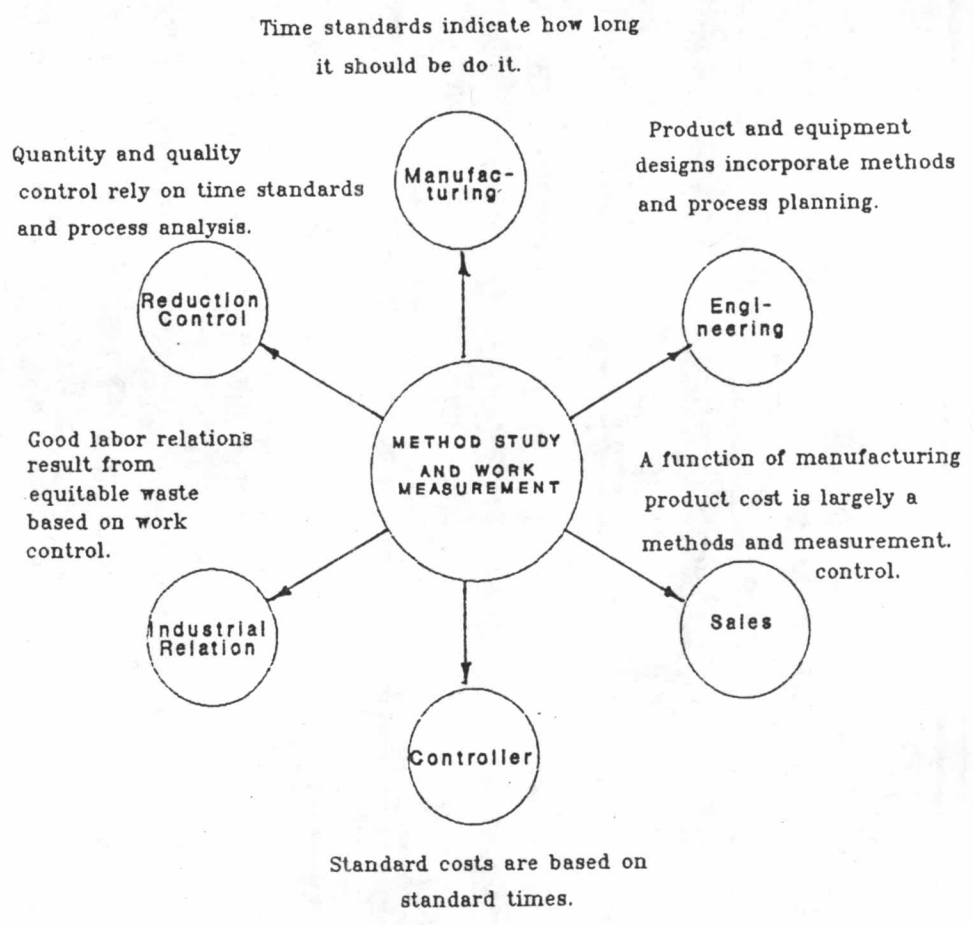 Time standards indicate how long
it should be do it.
Manufac-
turing
Product and equipment
designs incorporate methods
and process planning.
Engi-
neering
Quantity and quality
control rely on time standards
and process analysis.
Reduction
Control
METHOD STUDY
AND WORK
MEASUREMENT
Good labor relations
result from
equitable waste
based on work
control.
Industrial
Relation
A function of manufacturing
product cost is largely a
methods and measurement.
control.
Sales
Controller
Standard costs are based on
standard times.